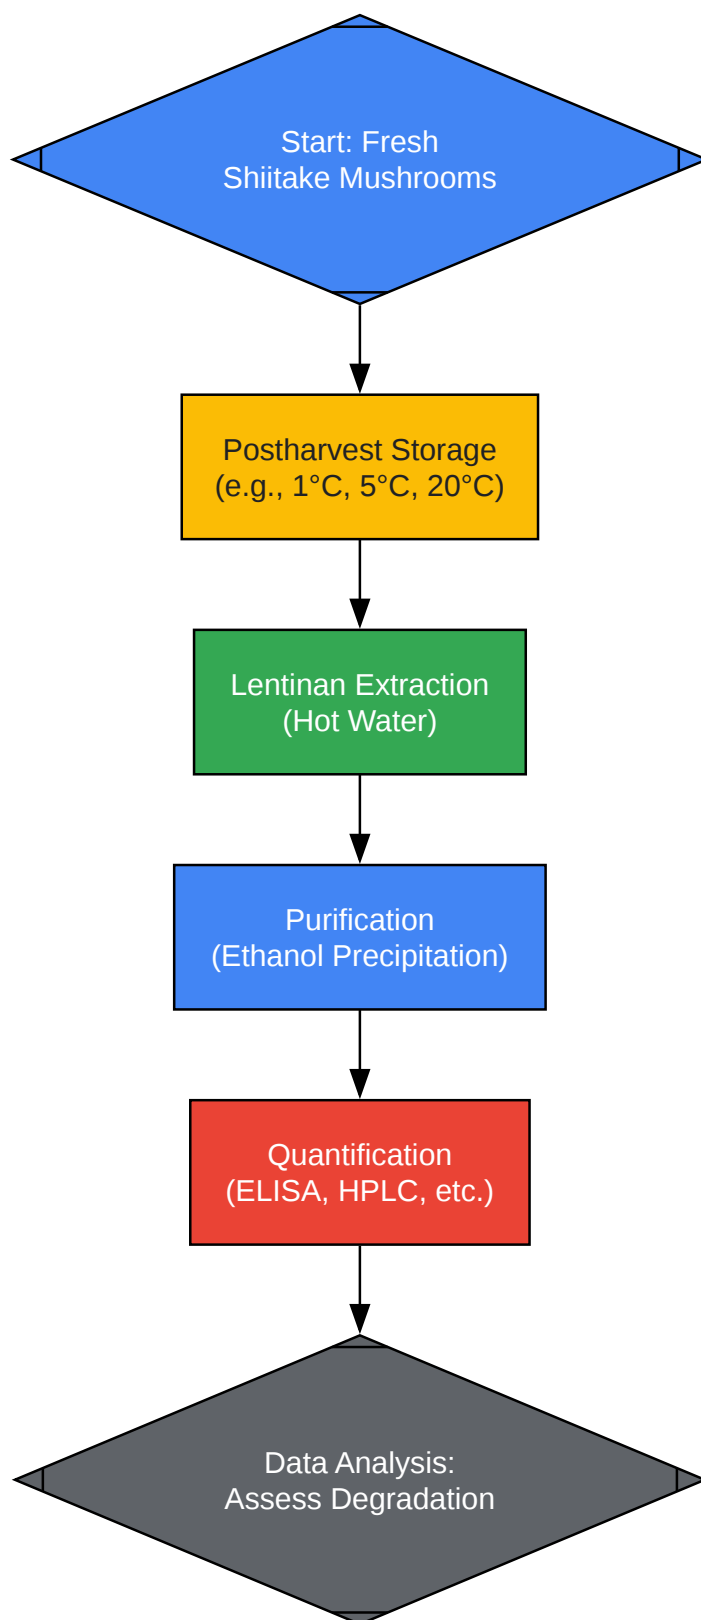 Start: Fresh
Shiitake Mushrooms
Postharvest Storage
(e.g., 1°C, 5°C, 20°C)
Lentinan Extraction
(Hot Water)
Purification
(Ethanol Precipitation)
Quantification
(ELISA, HPLC, etc.)
Data Analysis:
Assess Degradation